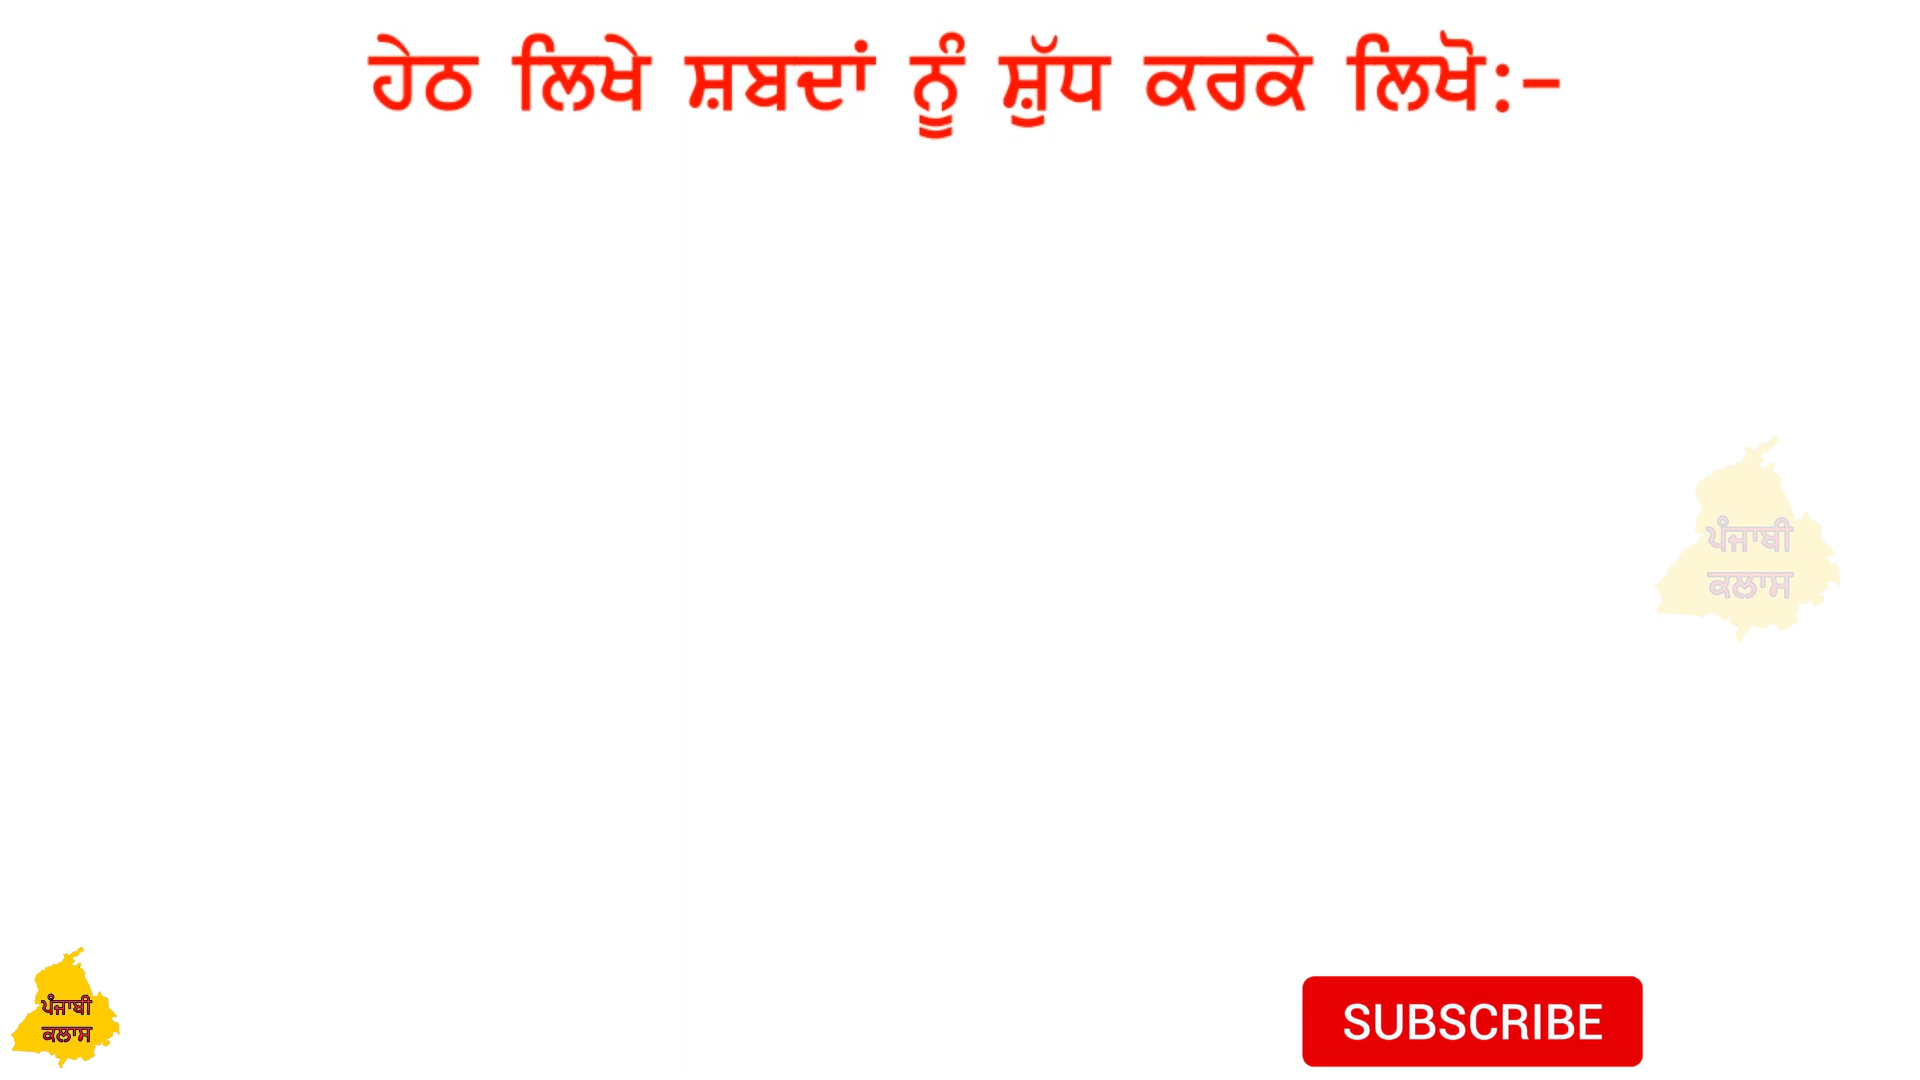 ਹੇਠ ਲਿਖੇ ਸ਼ਬਦਾਂ ਨੂੰ ਸ਼ੁੱਧ ਕਰਕੇ ਲਿਖੋ:-
ਪੰਜਾਬੀ
ਕਲਾਸ
ਪੰਜਾਬੀ
ਕਲਾਸ
SUBSCRIBE